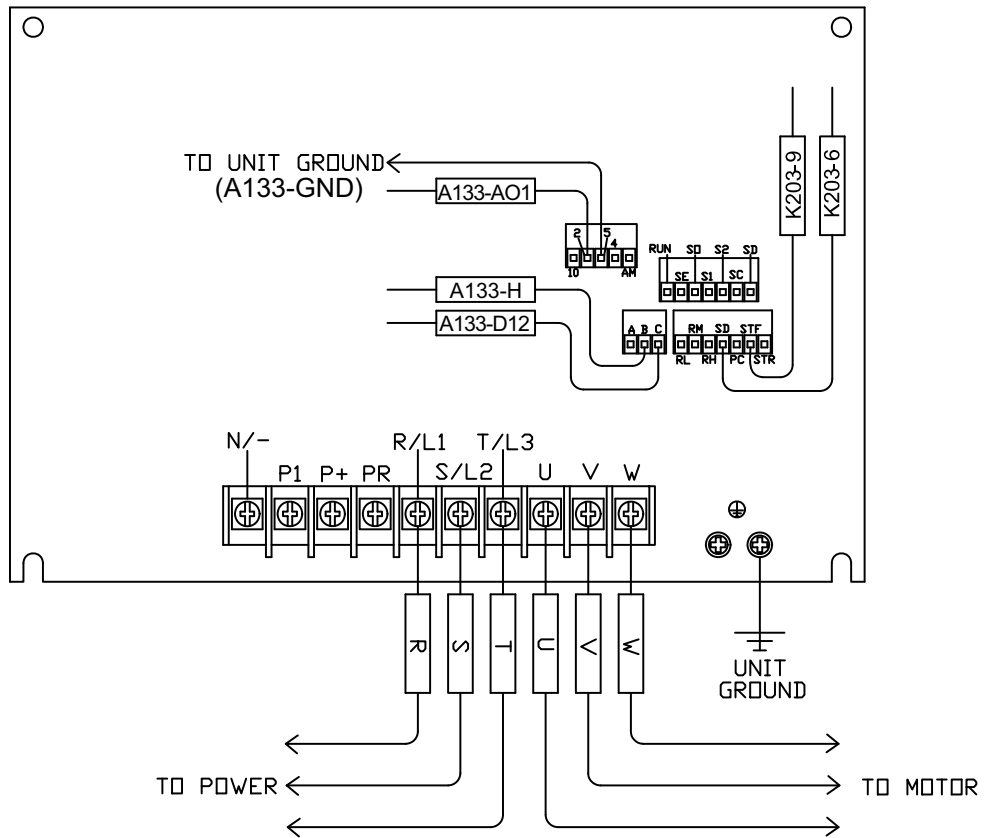 K203-9
K203-6
TO UNIT GROUND
(A133-GND)
A133-AO1
2 5
4
10 AM
RUN S0 S2 SD
SE S1 SC
A133-H
A133-D12
A B C
RM SD STF
RL RH PC STR
N/-
R/L1 T/L3
P1 P+ PR S/L2 U V W
R S T U V W
UNIT
GROUND
TO POWER
TO MOTOR